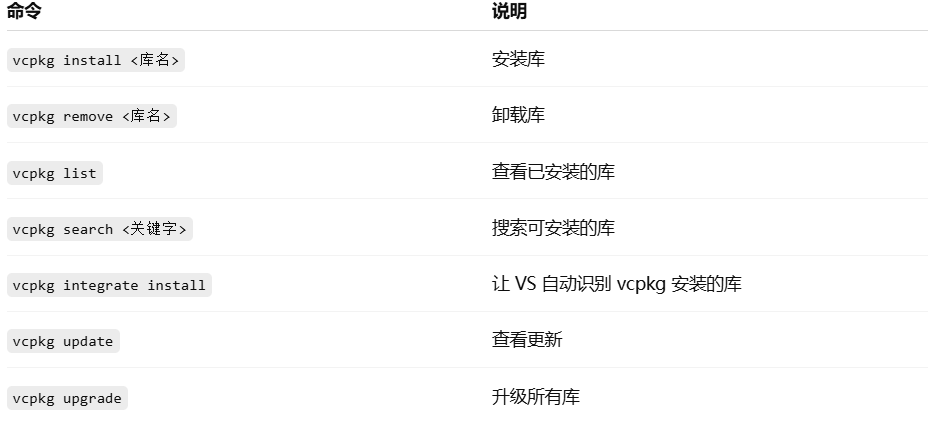 命令 说明
vcpkg install <库名> 安装库
vcpkg remove <库名> 卸载库
vcpkg list 查看已安装的库
vcpkg search <关键字> 搜索可安装的库
vcpkg integrate install 让 VS 自动识别 vcpkg 安装的库
vcpkg update 查看更新
vcpkg upgrade 升级所有库